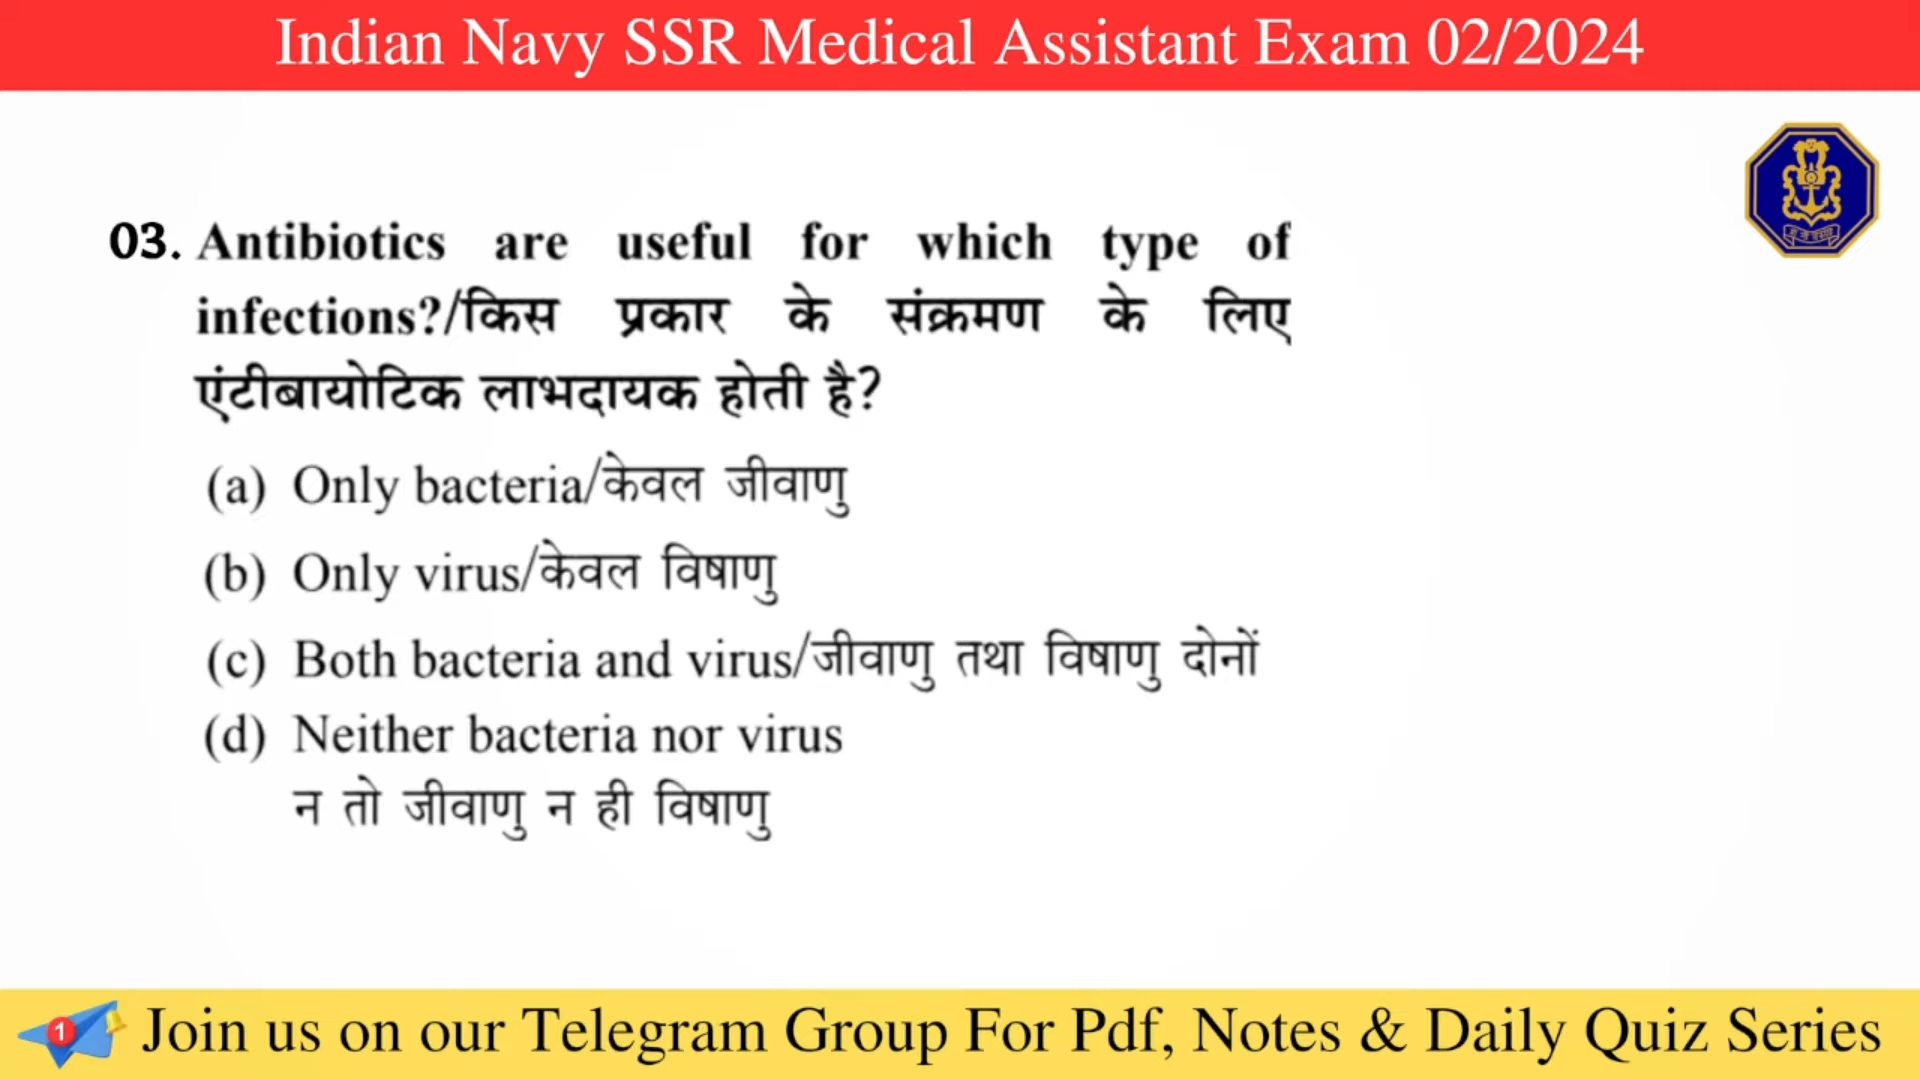 Indian Navy SSR Medical Assistant Exam 02/2024
03. Antibiotics are useful for which type of
infections?/किस प्रकार के संक्रमण के लिए
एंटीबायोटिक लाभदायक होती है?
(a) Only bacteria/केवल जीवाणु
(b) Only virus/केवल विषाणु
(c) Both bacteria and virus/जीवाणु तथा विषाणु दोनों
(d) Neither bacteria nor virus
न तो जीवाणु न ही विषाणु
1 Join us on our Telegram Group For Pdf, Notes & Daily Quiz Series